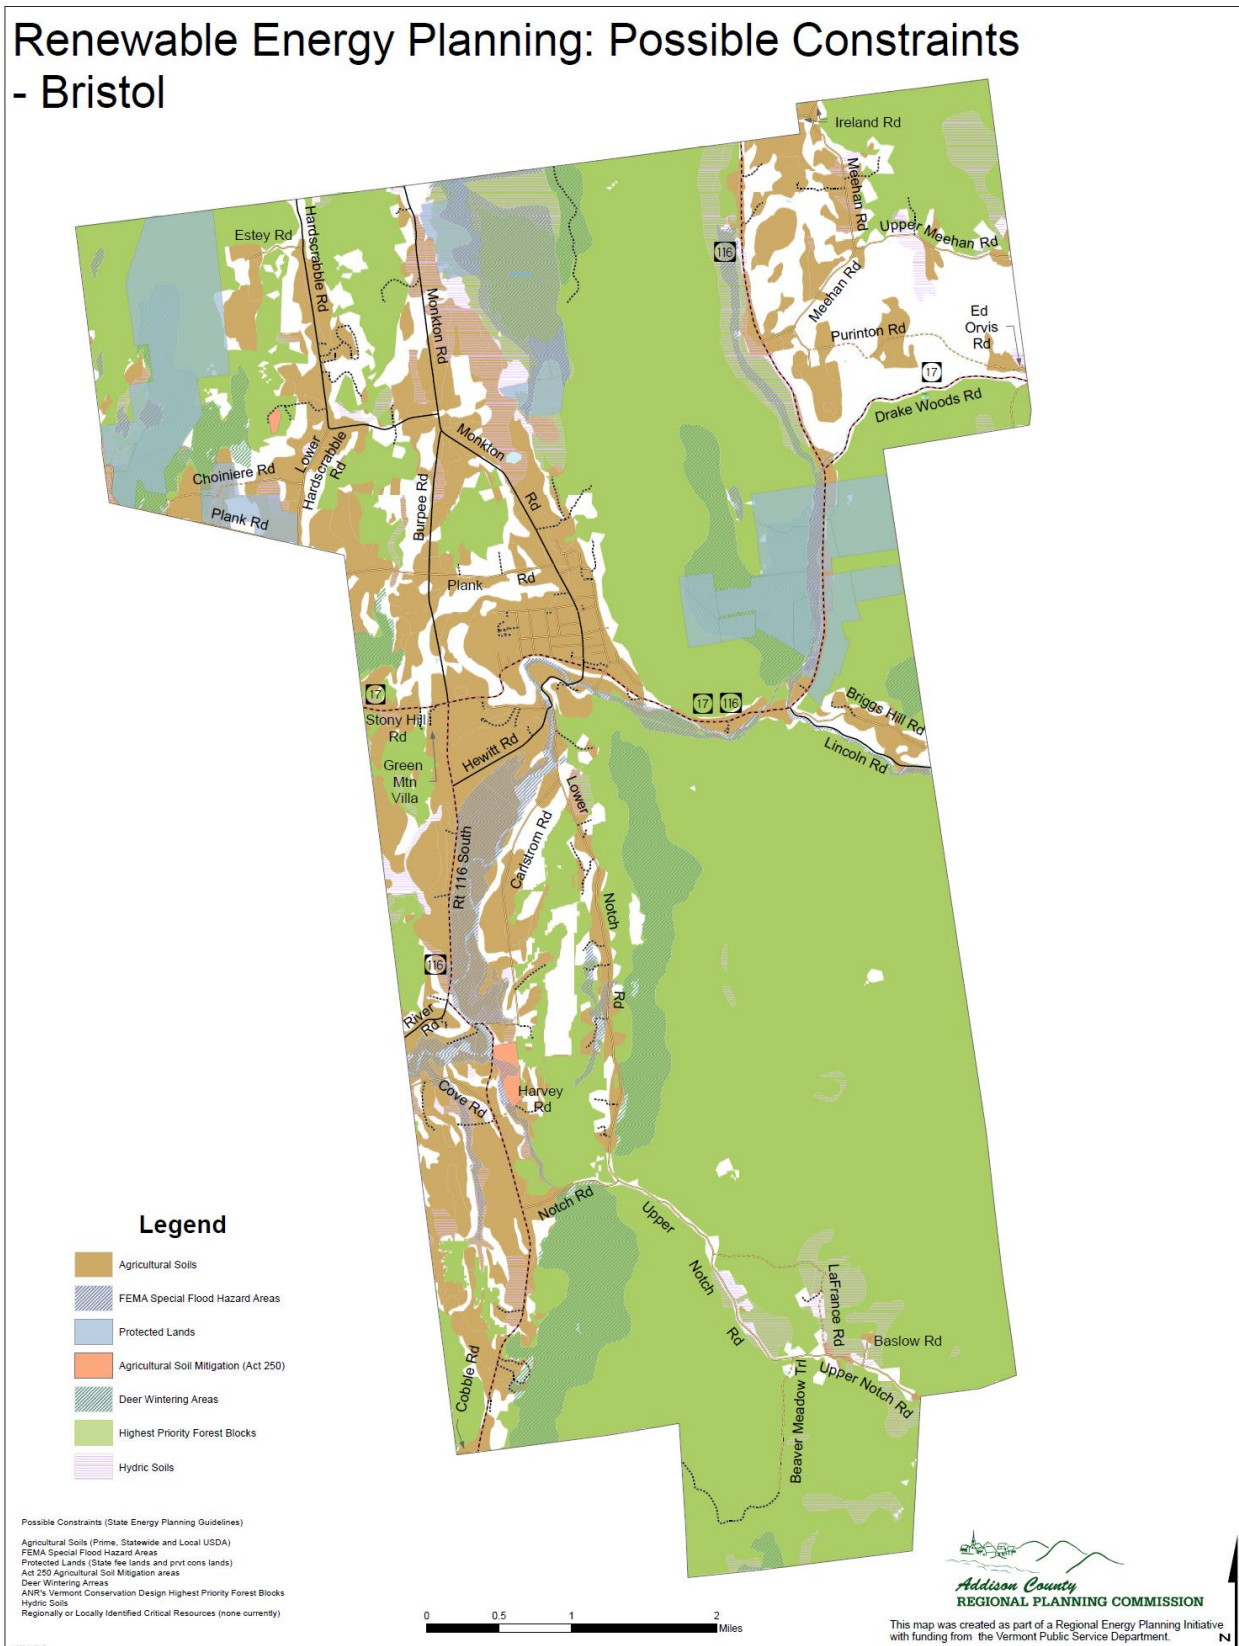 Renewable Energy Planning: Possible Constraints
- Bristol
Ireland Rd
Meehan Rd
Upper Meehan Rd
Estey Rd
Hardscrabble Rd
116
Meehan Rd
Monkton Rd
Purinton Rd
Ed
Orvis
Rd
17
Drake Woods Rd
Monkton
Rd
Lower
Hardscrabble
Rd
Choiniere Rd
Burpee Rd
Plank Rd
Plank
Rd
17
17
116
Briggs Hill Rd
Stony Hill
Rd
Hewitt Rd
Lincoln Rd
Green
Mtn
Villa
Lower
Carlstrom Rd
Rt 116 South
Notch
Rd
116
River
Rd
Harvey
Rd
Cove Rd
Notch Rd
Upper
Notch
Rd
LaFrance Rd
Baslow Rd
Upper Notch Rd
Beaver Meadow Trl
Cobble Rd
Legend
Agricultural Soils
FEMA Special Flood Hazard Areas
Protected Lands
Agricultural Soil Mitigation (Act 250)
Deer Wintering Areas
Highest Priority Forest Blocks
Hydric Soils
Possible Constraints (State Energy Planning Guidelines)
Agricultural Soils (Prime, Statewide and Local USDA)
FEMA Special Flood Hazard Areas
Protected Lands (State fee lands and prvt cons lands)
Act 250 Agricultural Soil Mitigation areas
Deer Wintering Arreas
ANR's Vermont Conservation Design Highest Priority Forest Blocks
Hydric Soils
Regionally or Locally Identified Critical Resources (none currently)
0 0.5 1 2
Miles
Addison County
REGIONAL PLANNING COMMISSION
This map was created as part of a Regional Energy Planning Initiative
with funding from the Vermont Public Service Department.
N